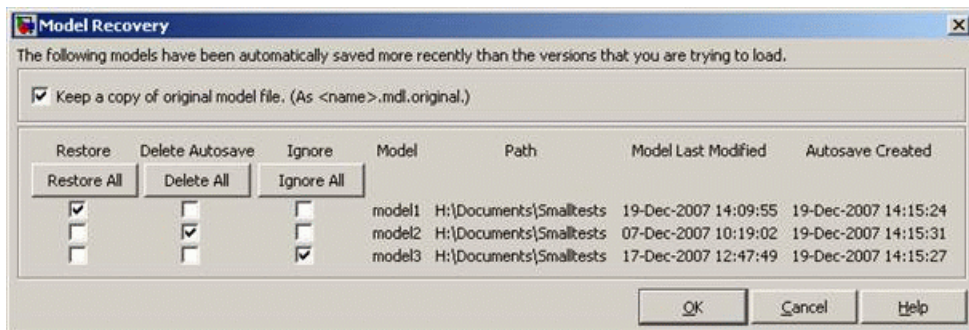 Model Recovery
The following models have been automatically saved more recently than the versions that you are trying to load.
Keep a copy of original model file. (As <name>.mdl.original.)
Restore Delete Autosave Ignore Model Path Model Last Modified Autosave Created
Restore All Delete All Ignore All
model1 H:\Documents\Smalltests 19-Dec-2007 14:09:55 19-Dec-2007 14:15:24
model2 H:\Documents\Smalltests 07-Dec-2007 10:19:02 19-Dec-2007 14:15:31
model3 H:\Documents\Smalltests 17-Dec-2007 12:47:49 19-Dec-2007 14:15:27
OK Cancel Help